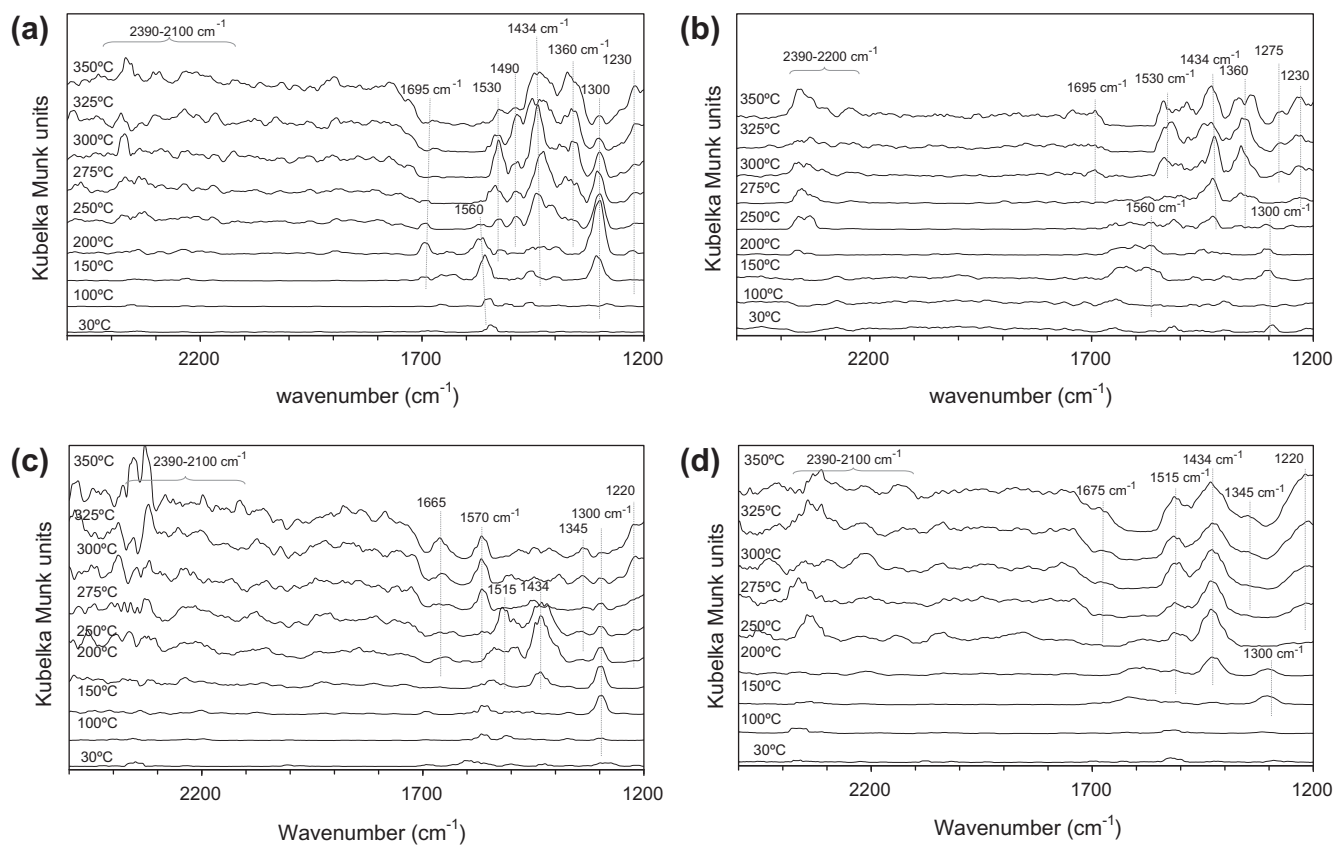 (a)
2390-2100 cm-1
1434 cm-1
1360 cm-1
1230
1490
1695 cm-1
1530
1300
350ºC
325ºC
300ºC
275ºC
1560
250ºC
200ºC
150ºC
100ºC
30ºC
Kubelka Munk units
2200
1700
1200
wavenumber (cm-1)
(b)
2390-2200 cm-1
1434 cm-1
1275
1695 cm-1
1530 cm-1
1360
1230
350ºC
325ºC
300ºC
275ºC
1560 cm-1
1300 cm-1
250ºC
200ºC
150ºC
100ºC
30ºC
Kubelka Munk units
2200
1700
1200
wavenumber (cm-1)
(c)
350ºC
2390-2100 cm-1
1220
1665
1570 cm-1
1300 cm-1
1345
325ºC
300ºC
275ºC
1515
1434
250ºC
200ºC
150ºC
100ºC
30ºC
Kubelka Munk units
2200
1700
1200
Wavenumber (cm-1)
(d)
350ºC
2390-2100 cm-1
1434 cm-1
1220
1515 cm-1
1675 cm-1
1345 cm-1
325ºC
300ºC
275ºC
250ºC
200ºC
1300 cm-1
150ºC
100ºC
30ºC
Kubelka Munk units
2200
1700
1200
Wavenumber (cm-1)